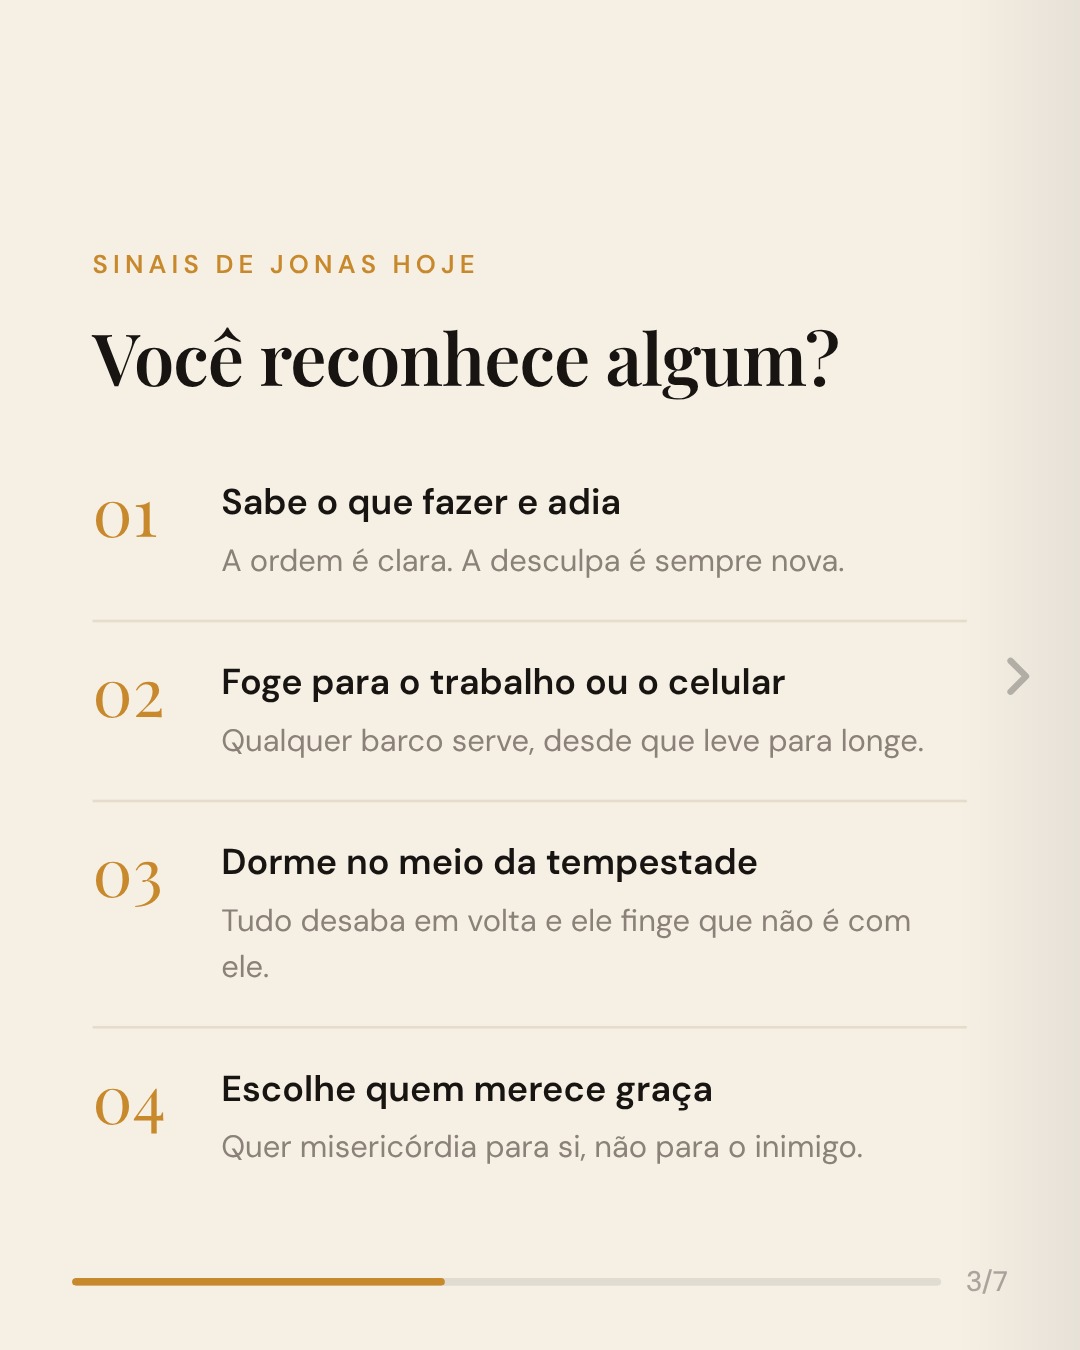 SINAIS DE JONAS HOJE
Você reconhece algum?
01
Sabe o que fazer e adia
A ordem é clara. A desculpa é sempre nova.
02
Foge para o trabalho ou o celular
Qualquer barco serve, desde que leve para longe.
03
Dorme no meio da tempestade
Tudo desaba em volta e ele finge que não é com
ele.
04
Escolhe quem merece graça
Quer misericórdia para si, não para o inimigo.
3/7